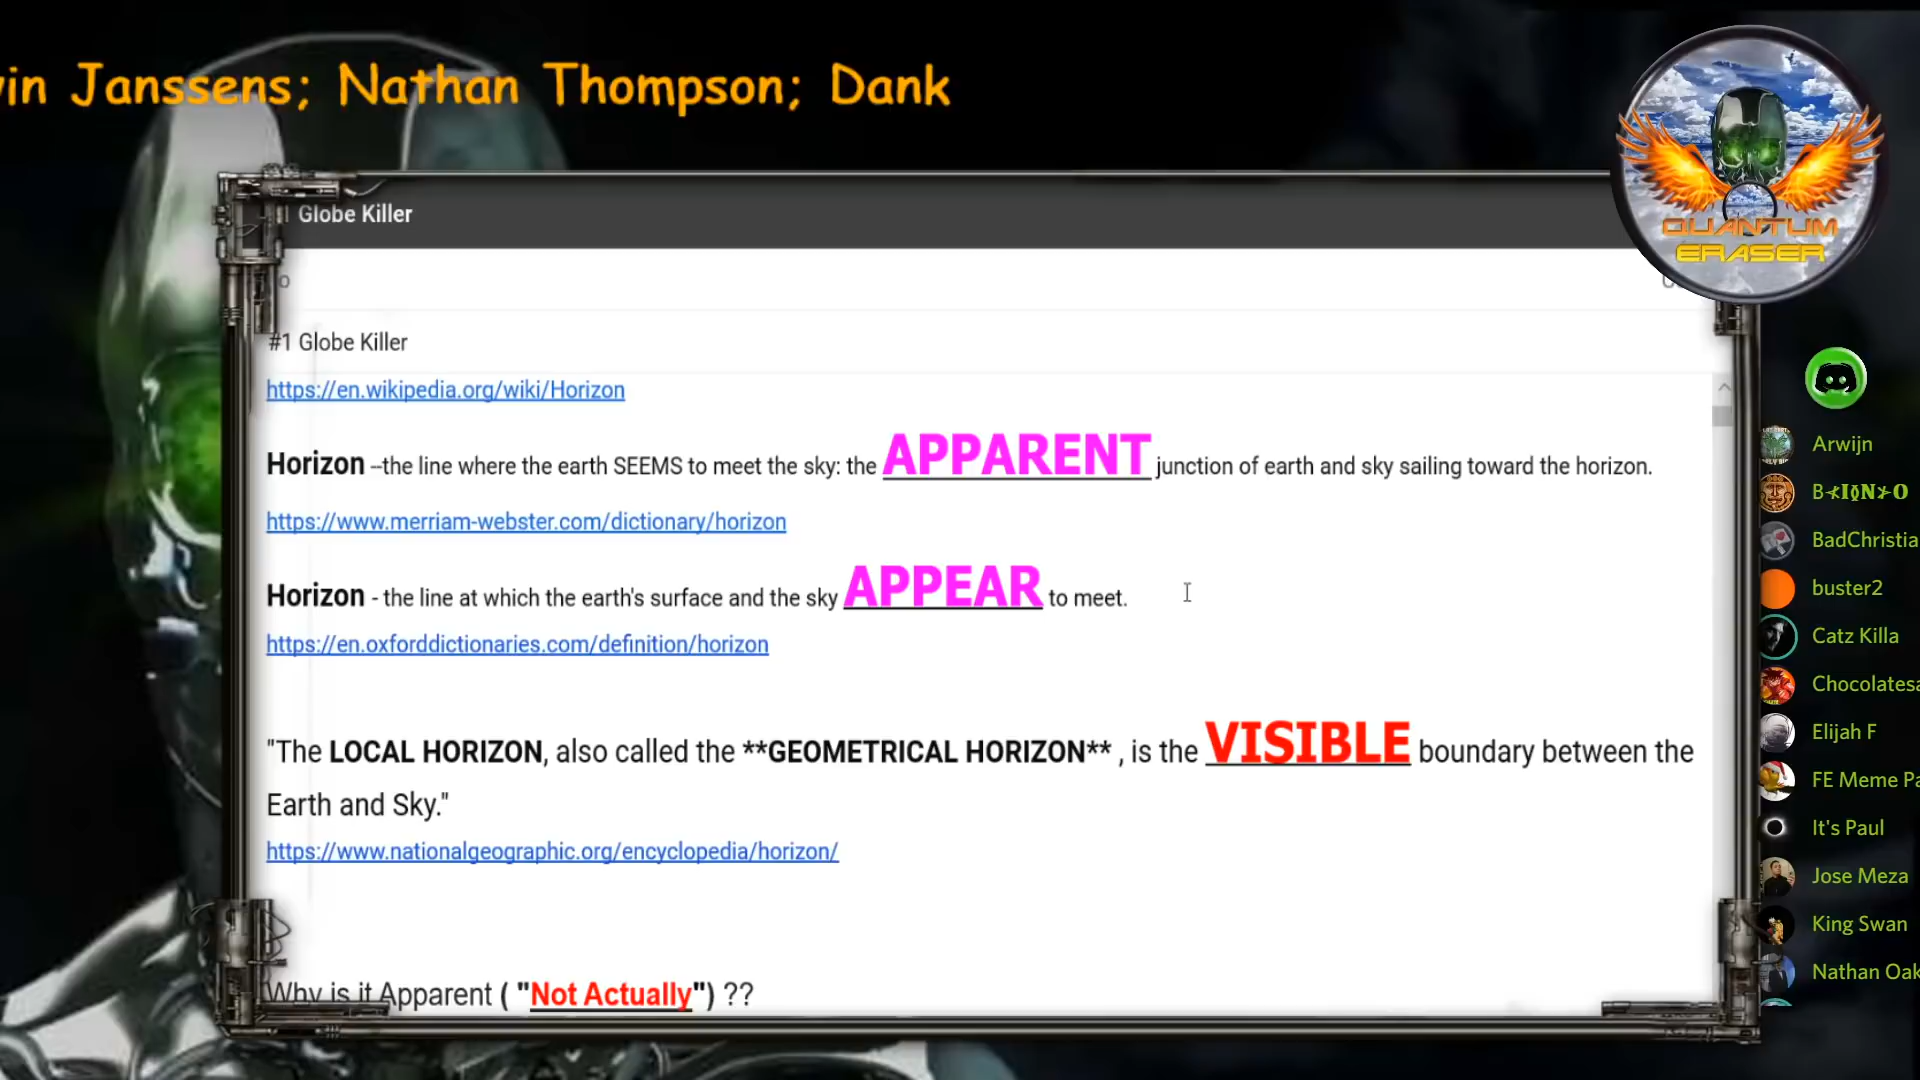 Janssens; Nathan Thompson; Dank
QUANTUM
ERASER
Globe Killer
#1 Globe Killer
https://en.wikipedia.org/wiki/Horizon
Horizon --the line where the earth SEEMS to meet the sky: the APPARENT junction of earth and sky sailing toward the horizon.
https://www.merriam-webster.com/dictionary/horizon
Horizon - the line at which the earth's surface and the sky APPEAR to meet.
https://en.oxforddictionaries.com/definition/horizon
"The LOCAL HORIZON, also called the **GEOMETRICAL HORIZON** , is the VISIBLE boundary between the
Earth and Sky."
https://www.nationalgeographic.org/encyclopedia/horizon/
Why is it Apparent ( "Not Actually") ??
Arwijn
BadChristia
buster2
Catz Killa
Chocolatesa
Elijah F
FE Meme Pa
It's Paul
Jose Meza
King Swan
Nathan Oak